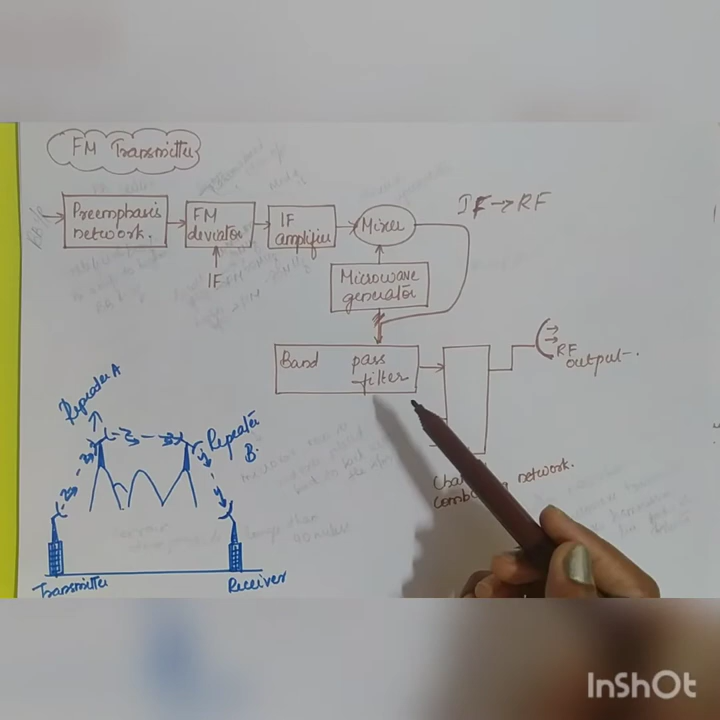 FM Transmitter
Preemphasis
network.
FM
deviator
IF
amplifier
Mixer
IF → RF
IF
Microwave
generator
Band pass
filter
RF
output.
Repeater A
Repeater
B.
network.
Transmitter
Receiver
InShOt